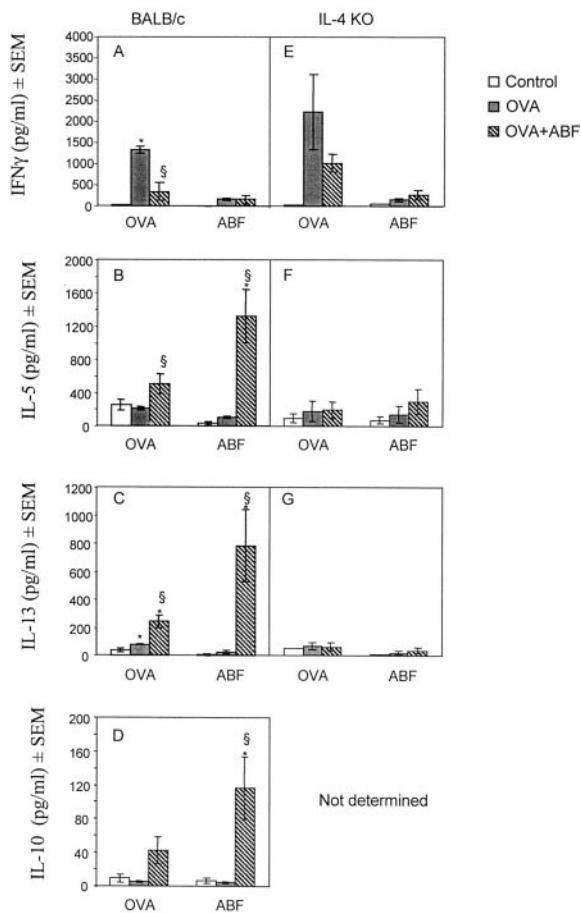 BALB/c
IL-4 KO
IFNγ (pg/ml) ± SEM
4000
3500
3000
2500
2000
1500
1000
500
0
A
*
§
OVA
ABF
E
OVA
ABF
Control
OVA
OVA+ABF
IL-5 (pg/ml) ± SEM
2000
1600
1200
800
400
0
B
§
§
*
OVA
ABF
F
OVA
ABF
IL-13 (pg/ml) ± SEM
1200
1000
800
600
400
200
0
C
*
§
*
§
*
OVA
ABF
G
OVA
ABF
IL-10 (pg/ml) ± SEM
200
160
120
80
40
0
D
§
*
OVA
ABF
Not determined